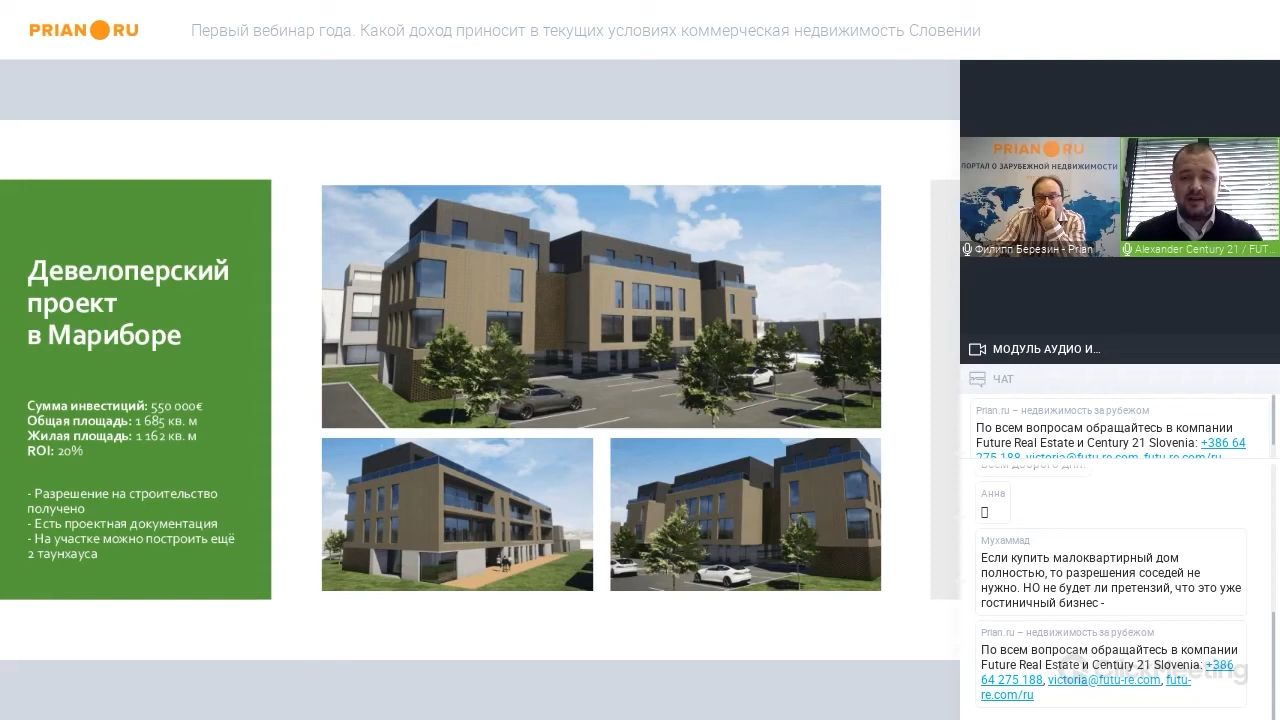 PRIAN RU
Первый вебинар года. Какой доход приносит в текущих условиях коммерческая недвижимость Словении
Девелоперский
проект
в Мариборе
Сумма инвестиций: 550 000€
Общая площадь: 1 685 кв. м
Жилая площадь: 1 162 кв. м
ROI: 20%
- Разрешение на строительство
получено
- Есть проектная документация
- На участке можно построить ещё
2 таунхауса
PRIAN RU
ПОРТАЛ О ЗАРУБЕЖНОЙ НЕДВИЖИМОСТИ
Филипп Березин - Prian
Alexander Century 21 / FUT...
МОДУЛЬ АУДИО И...
ЧАТ
Prian.ru – недвижимость за рубежом
По всем вопросам обращайтесь в компании
Future Real Estate и Century 21 Slovenia: +386 64
275 188, victoria@futu-re.com, futu-re.com/ru
Всем доброго дня!
Анна
Мухаммад
Если купить малоквартирный дом
полностью, то разрешения соседей не
нужно. НО не будет ли претензий, что это уже
гостиничный бизнес -
Prian.ru – недвижимость за рубежом
По всем вопросам обращайтесь в компании
Future Real Estate и Century 21 Slovenia: +386
64 275 188, victoria@futu-re.com, futu-
re.com/ru
ClickMeeting